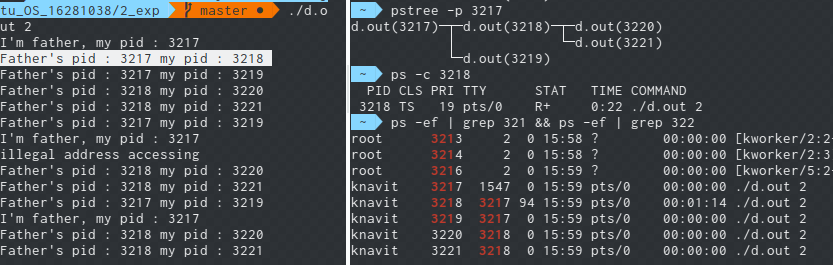 tu_OS_16281038/2_exp master ● ./d.o
ut 2
I'm father, my pid : 3217
Father's pid : 3217 my pid : 3218
Father's pid : 3217 my pid : 3219
Father's pid : 3218 my pid : 3220
Father's pid : 3218 my pid : 3221
Father's pid : 3217 my pid : 3219
I'm father, my pid : 3217
illegal address accessing
Father's pid : 3218 my pid : 3220
Father's pid : 3218 my pid : 3221
Father's pid : 3217 my pid : 3219
I'm father, my pid : 3217
Father's pid : 3218 my pid : 3220
Father's pid : 3218 my pid : 3221
~ pstree -p 3217
d.out(3217)─┬─d.out(3218)─┬─d.out(3220)
└─d.out(3221)
└─d.out(3219)
~ ps -c 3218
PID CLS PRI TTY STAT TIME COMMAND
3218 TS 19 pts/0 R+ 0:22 ./d.out 2
~ ps -ef | grep 321 && ps -ef | grep 322
root 3213 2 0 15:58 ? 00:00:00 [kworker/2:2-
root 3214 2 0 15:58 ? 00:00:00 [kworker/2:3
root 3216 2 0 15:59 ? 00:00:00 [kworker/5:2-
knavit 3217 1547 0 15:59 pts/0 00:00:00 ./d.out 2
knavit 3218 3217 94 15:59 pts/0 00:01:14 ./d.out 2
knavit 3219 3217 0 15:59 pts/0 00:00:00 ./d.out 2
knavit 3220 3218 0 15:59 pts/0 00:00:00 ./d.out 2
knavit 3221 3218 0 15:59 pts/0 00:00:00 ./d.out 2